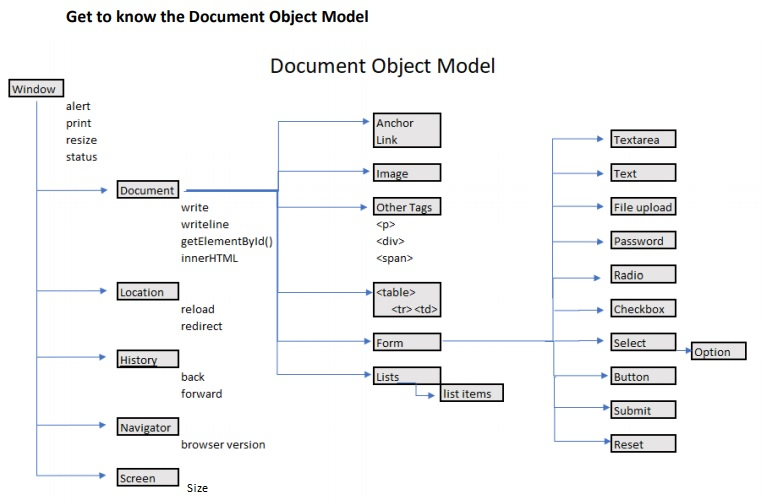 Get to know the Document Object Model
Document Object Model
Window
alert
print
resize
status
Document
write
writeline
getElementById()
innerHTML
Location
reload
redirect
History
back
forward
Navigator
browser version
Screen
Size
Anchor
Link
Image
Other Tags
<p>
<div>
<span>
<table>
<tr> <td>
Form
Lists
list items
Textarea
Text
File upload
Password
Radio
Checkbox
Select
Option
Button
Submit
Reset